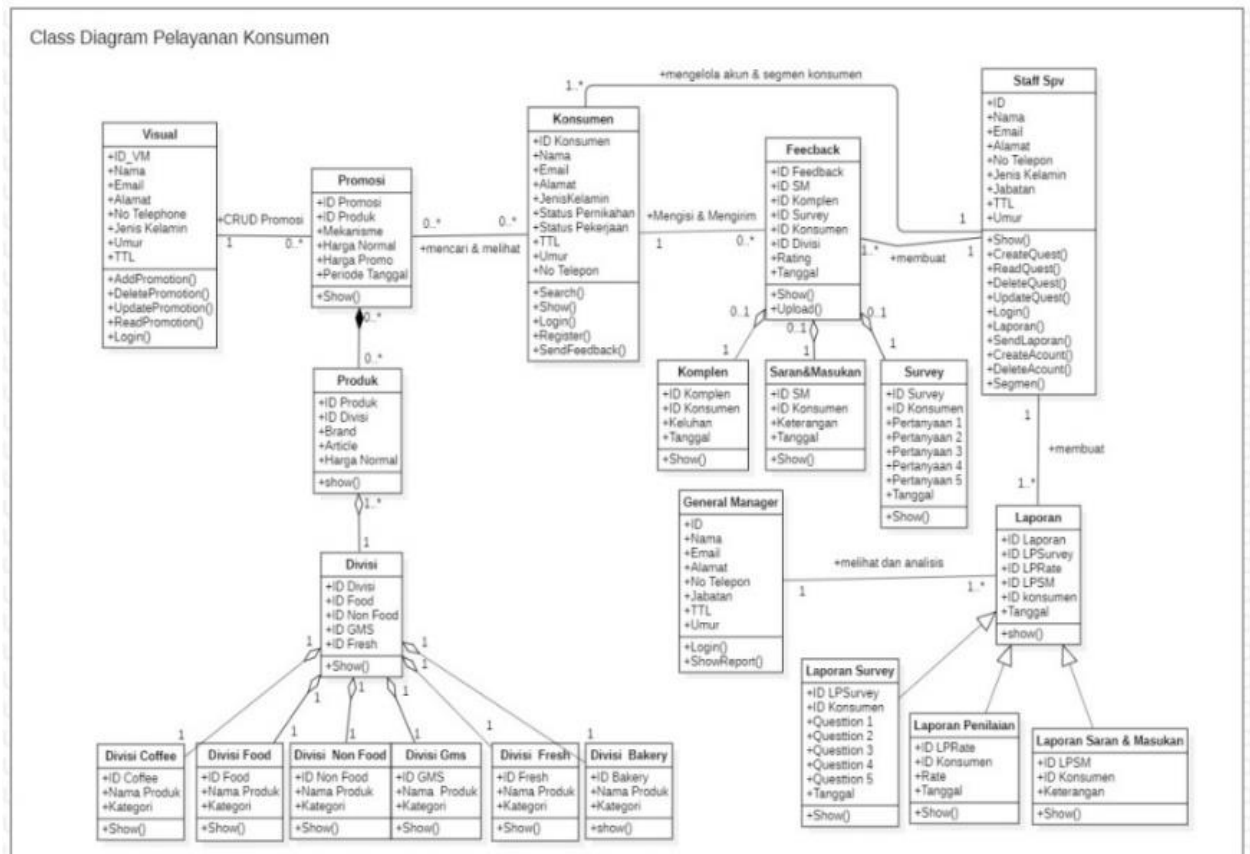 Class Diagram Pelayanan Konsumen
Visual
+ID_VM
+Nama
+Email
+Alamat
+No Telephone
+Jenis Kelamin
+Umur
+TTL
+AddPromotion()
+DeletePromotion()
+UpdatePromotion()
+ReadPromotion()
+Login()
+CRUD Promosi
1
0..*
Promosi
+ID Promosi
+ID Produk
+Mekanisme
+Harga Normal
+Harga Promo
+Periode Tanggal
+Show()
0..*
0..*
+mencari & melihat
Konsumen
+ID Konsumen
+Nama
+Email
+Alamat
+JenisKelamin
+Status Pernikahan
+Status Pekerjaan
+TTL
+Umur
+No Telepon
+Search()
+Show()
+Login()
+Register()
+SendFeedback()
1..*
+mengelola akun & segmen konsumen
1
+Mengisi & Mengirim
1
0..*
Feecback
+ID Feedback
+ID SM
+ID Komplen
+ID Survey
+ID Konsumen
+ID Divisi
+Rating
+Tanggal
+Show()
+Upload()
1..*
+membuat
1
Staff Spv
+ID
+Nama
+Email
+Alamat
+No Telepon
+Jenis Kelamin
+Jabatan
+TTL
+Umur
+Show()
+CreateQuest()
+ReadQuest()
+DeleteQuest()
+UpdateQuest()
+Login()
+Laporan()
+SendLaporan()
+CreateAcount()
+DeleteAcount()
+Segmen()
0..*
0..*
Produk
+ID Produk
+ID Divisi
+Brand
+Article
+Harga Normal
+show()
1..*
1
Divisi
+ID Divisi
+ID Food
+ID Non Food
+ID GMS
+ID Fresh
+Show()
0..1
0..1
0..1
1
1
1
Komplen
+ID Komplen
+ID Konsumen
+Keluhan
+Tanggal
+Show()
Saran&Masukan
+ID SM
+ID Konsumen
+Keterangan
+Tanggal
+Show()
Survey
+ID Survey
+ID Konsumen
+Pertanyaan 1
+Pertanyaan 2
+Pertanyaan 3
+Pertanyaan 4
+Pertanyaan 5
+Tanggal
+Show()
1
+membuat
1..*
General Manager
+ID
+Nama
+Email
+Alamat
+No Telepon
+Jabatan
+TTL
+Umur
+Login()
+ShowReport()
+melihat dan analisis
1
1..*
Laporan
+ID Laporan
+ID LPSurvey
+ID LPRate
+ID LPSM
+ID konsumen
+Tanggal
+show()
1
1
1
1
1
1
1
1
1
1
1
1
Divisi Coffee
+ID Coffee
+Nama Produk
+Kategori
+Show()
Divisi Food
+ID Food
+Nama Produk
+Kategori
+Show()
Divisi Non Food
+ID Non Food
+Nama Produk
+Kategori
+Show()
Divisi Gms
+ID GMS
+Nama Produk
+Kategori
+Show()
Divisi Fresh
+ID Fresh
+Nama Produk
+Kategori
+Show()
Divisi Bakery
+ID Bakery
+Nama Produk
+Kategori
+show()
Laporan Survey
+ID LPSurvey
+ID Konsumen
+Questtion 1
+Question 2
+Question 3
+Question 4
+Question 5
+Tanggal
+Show()
Laporan Penilaian
+ID LPRate
+ID Konsumen
+Rate
+Tanggal
+Show()
Laporan Saran & Masukan
+ID LPSM
+ID Konsumen
+Keterangan
+Show()